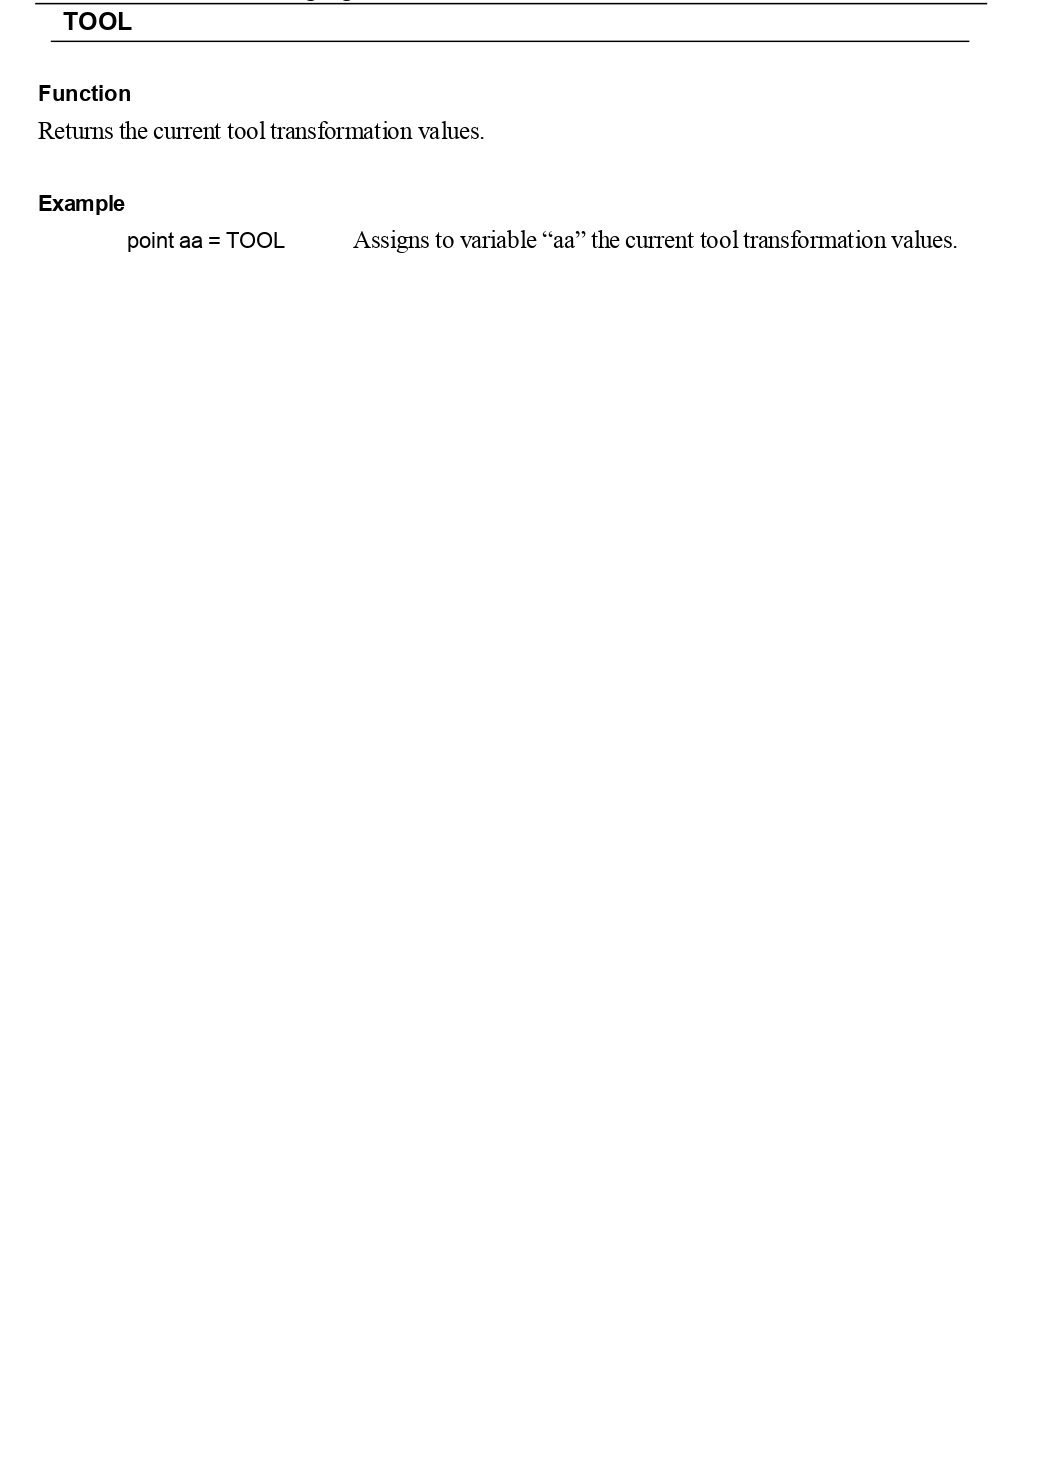 TOOL
Function
Returns the current tool transformation values.
Example
point aa = TOOL Assigns to variable “aa” the current tool transformation values.